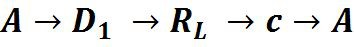 A → D₁ → R_L → c → A